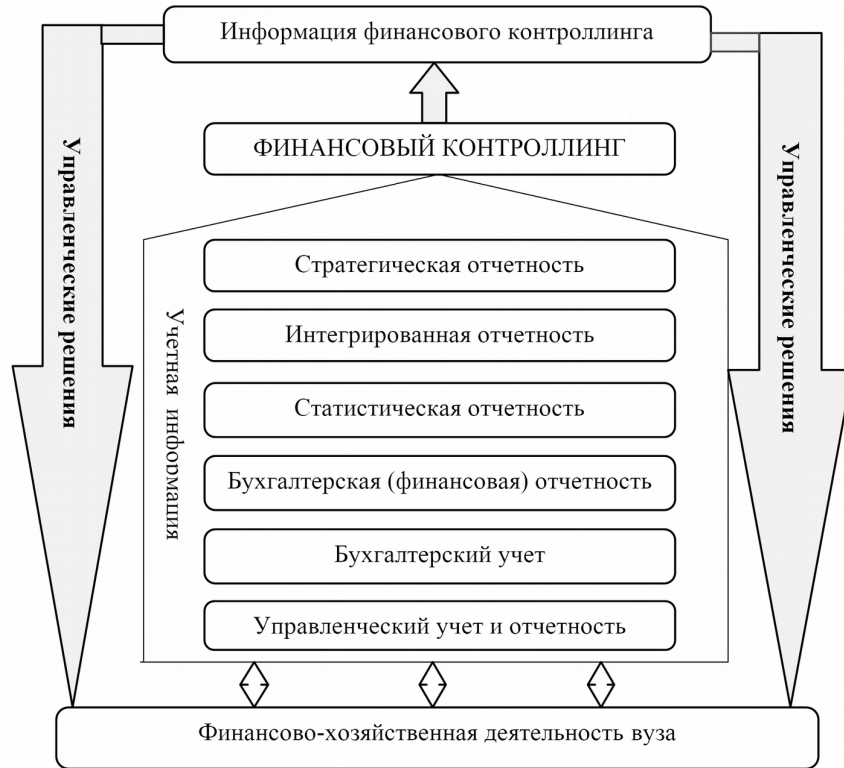 Информация финансового контроллинга
ФИНАНСОВЫЙ КОНТРОЛЛИНГ
Управленческие решения
Управленческие решения
Учетная информация
Стратегическая отчетность
Интегрированная отчетность
Статистическая отчетность
Бухгалтерская (финансовая) отчетность
Бухгалтерский учет
Управленческий учет и отчетность
Финансово-хозяйственная деятельность вуза